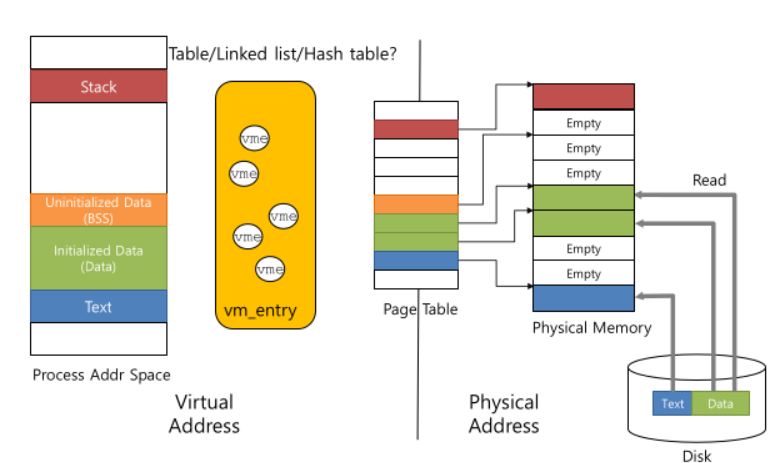 Table/Linked list/Hash table?
Stack
Uninitialized Data
(BSS)
Initialized Data
(Data)
Text
Process Addr Space
vme
vme
vme
vme
vme
vm_entry
Virtual
Address
Page Table
Empty
Empty
Empty
Empty
Empty
Physical Memory
Physical
Address
Read
Text
Data
Disk